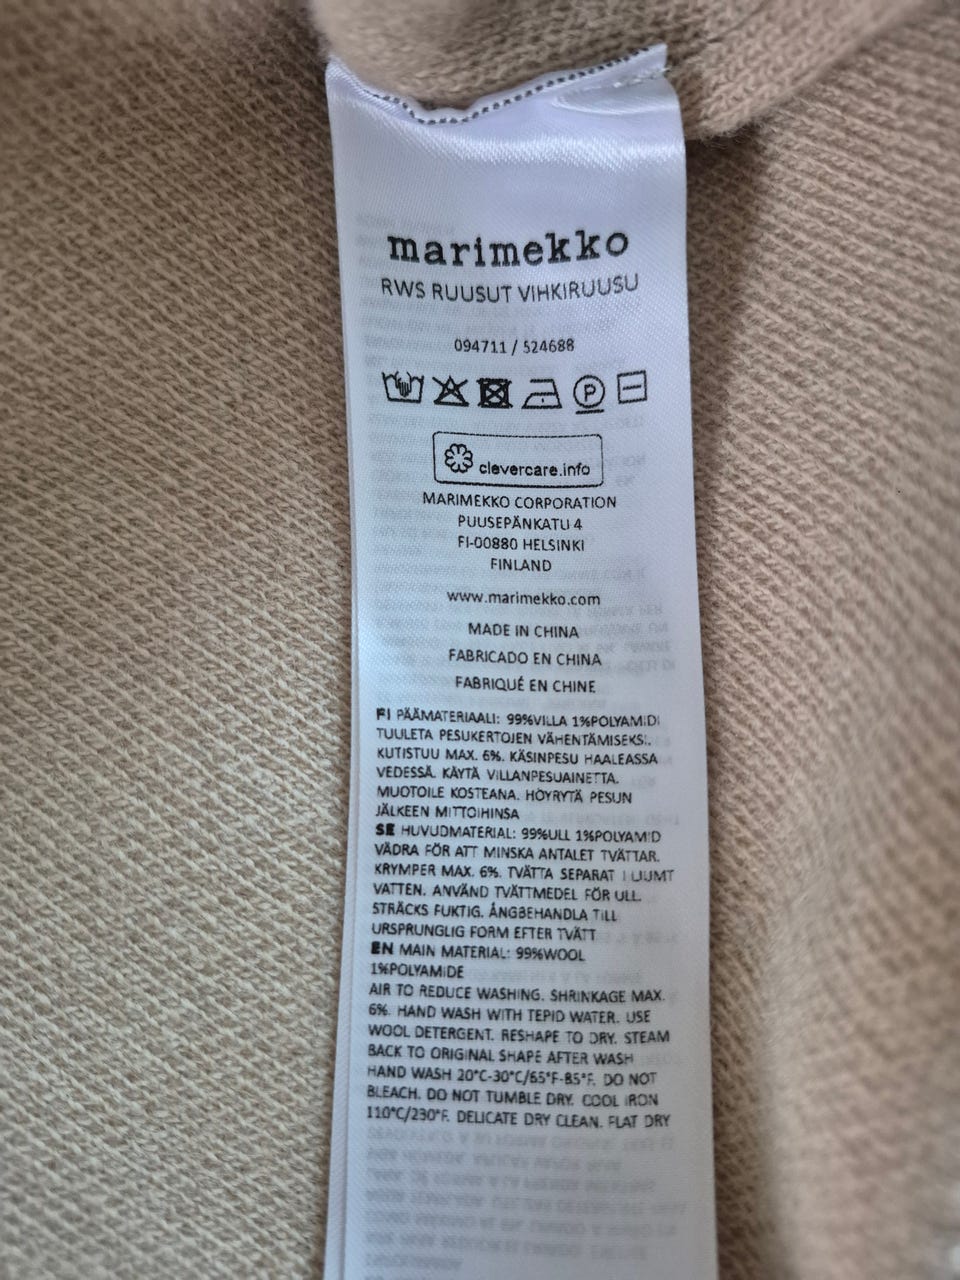 marimekko
RWS RUUSUT VIHKIRUUSU
094711 / 524688
P
clevercare.info
MARIMEKKO CORPORATION
PUUSEPÄNKATU 4
FI-00880 HELSINKI
FINLAND
www.marimekko.com
MADE IN CHINA
FABRICADO EN CHINA
FABRIQUÉ EN CHINE
FI PÄÄMATERIAALI: 99%VILLA 1%POLYAMIDI
TUULETA PESUKERTOJEN VÄHENTÄMISEKSI.
KUTISTUU MAX. 6%. KÄSINPESU HAALEASSA
VEDESSÄ. KÄYTÄ VILLANPESUAINETTA.
MUOTOILE KOSTEANA. HÖYRYTÄ PESUN
JÄLKEEN MITTOIHINSA
SE HUVUDMATERIAL: 99%ULL 1%POLYAMID
VÄDRA FÖR ATT MINSKA ANTALET TVÄTTAR.
KRYMPER MAX. 6%. TVÄTTA SEPARAT I LJUMT
VATTEN. ANVÄND TVÄTTMEDEL FÖR ULL.
STRÄCKS FUKTIG. ÅNGBEHANDLA TILL
URSPRUNGLIG FORM EFTER TVÄTT
EN MAIN MATERIAL: 99%WOOL
1%POLYAMIDE
AIR TO REDUCE WASHING. SHRINKAGE MAX.
6%. HAND WASH WITH TEPID WATER. USE
WOOL DETERGENT. RESHAPE TO DRY. STEAM
BACK TO ORIGINAL SHAPE AFTER WASH
HAND WASH 20°C-30°C/65°F-85°F. DO NOT
BLEACH. DO NOT TUMBLE DRY. COOL IRON
110°C/230°F. DELICATE DRY CLEAN. FLAT DRY